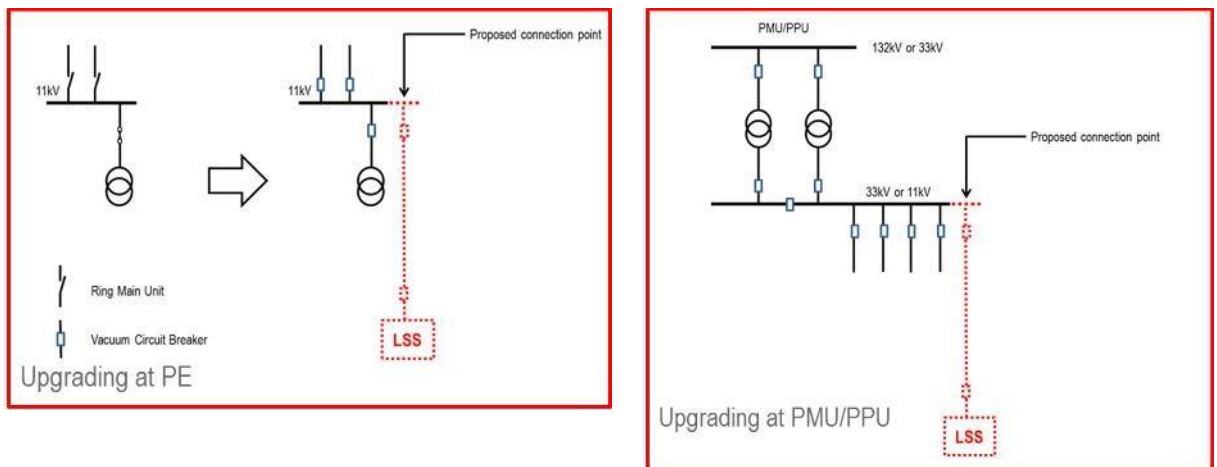 Proposed connection point
11kV
11kV
Ring Main Unit
Vacuum Circuit Breaker
LSS
Upgrading at PE
PMU/PPU
132kV or 33kV
Proposed connection point
33kV or 11kV
Upgrading at PMU/PPU
LSS